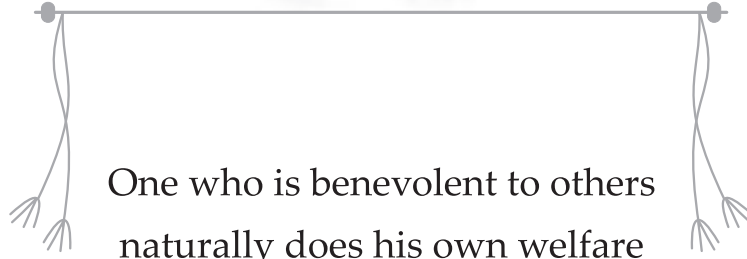 One who is benevolent to others
naturally does his own welfare